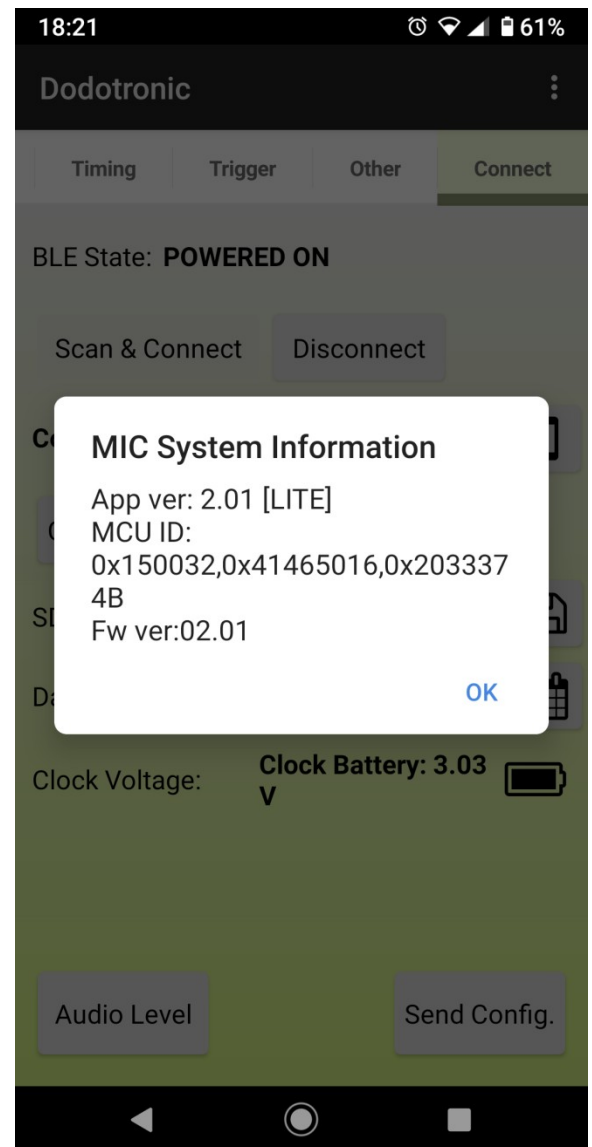 18:21
61%
Dodotronic
Timing Trigger Other Connect
BLE State: POWERED ON
Scan & Connect Disconnect
MIC System Information
App ver: 2.01 [LITE]
MCU ID:
0x150032,0x41465016,0x203337
4B
Fw ver:02.01
OK
Clock Voltage: Clock Battery: 3.03
V
Audio Level Send Config.